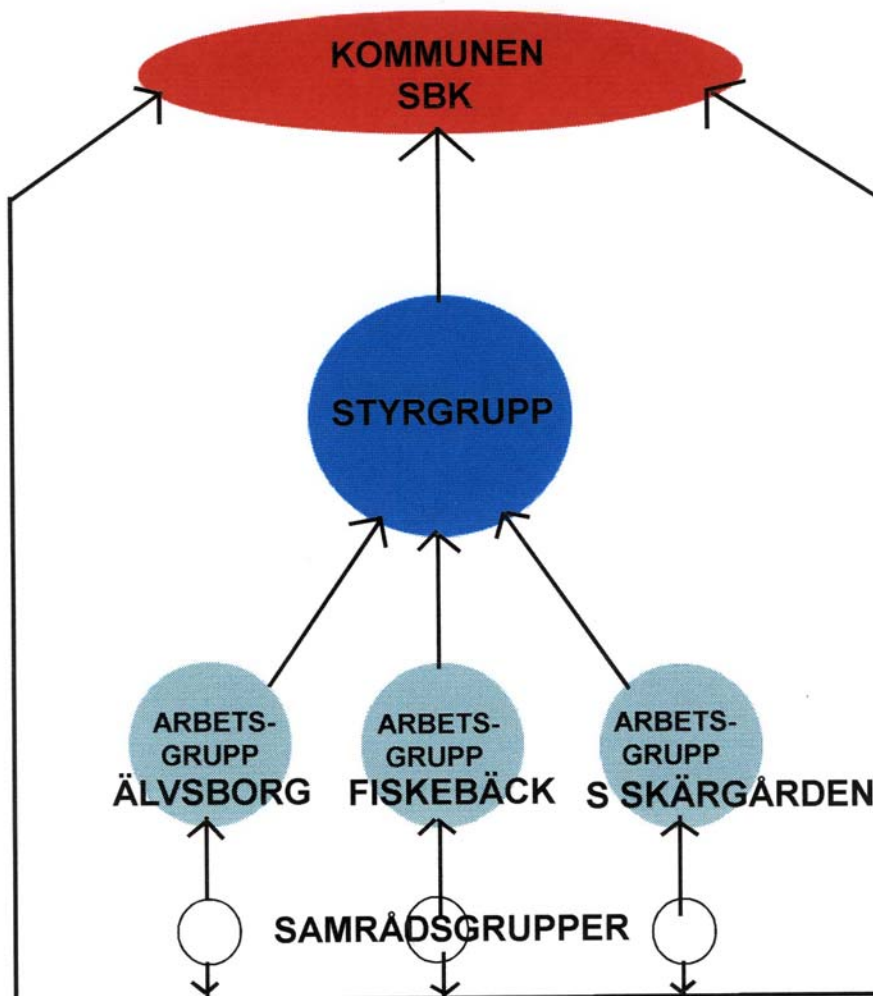 KOMMUNEN
SBK
STYRGRUPP
ARBETS-
GRUPP
ÄLVSBORG
ARBETS-
GRUPP
FISKEBÄCK
ARBETS-
GRUPP
S SKÄRGÅRDEN
SAMRÅDSGRUPPER